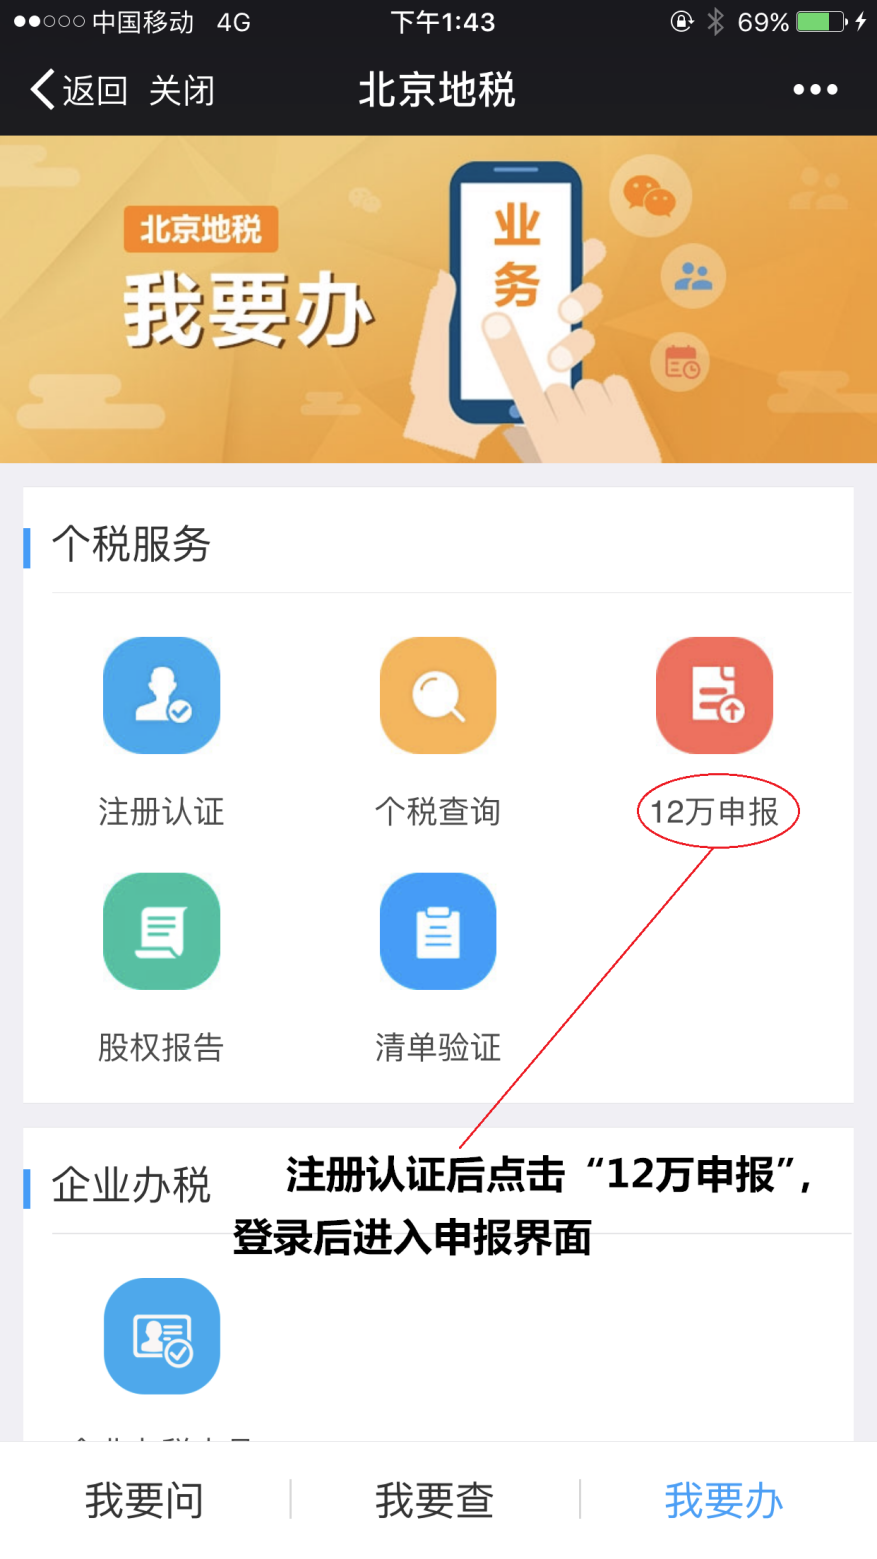 中国移动 4G 下午1:43 69%
返回 关闭 北京地税
北京地税
我要办
业
务
个税服务
注册认证 个税查询 12万申报
股权报告 清单验证
企业办税
注册认证后点击“12万申报”,
登录后进入申报界面
我要问 我要查 我要办